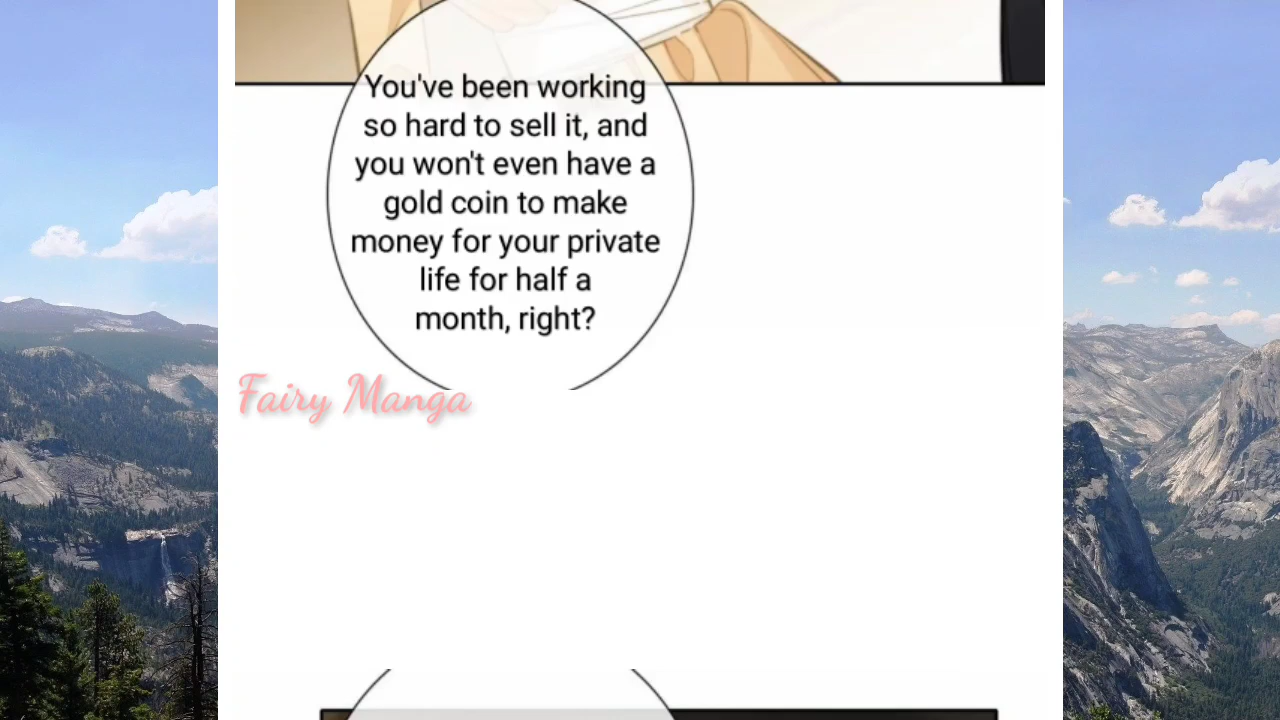 You've been working
so hard to sell it, and
you won't even have a
gold coin to make
money for your private
life for half a
month, right?
Fairy Manga